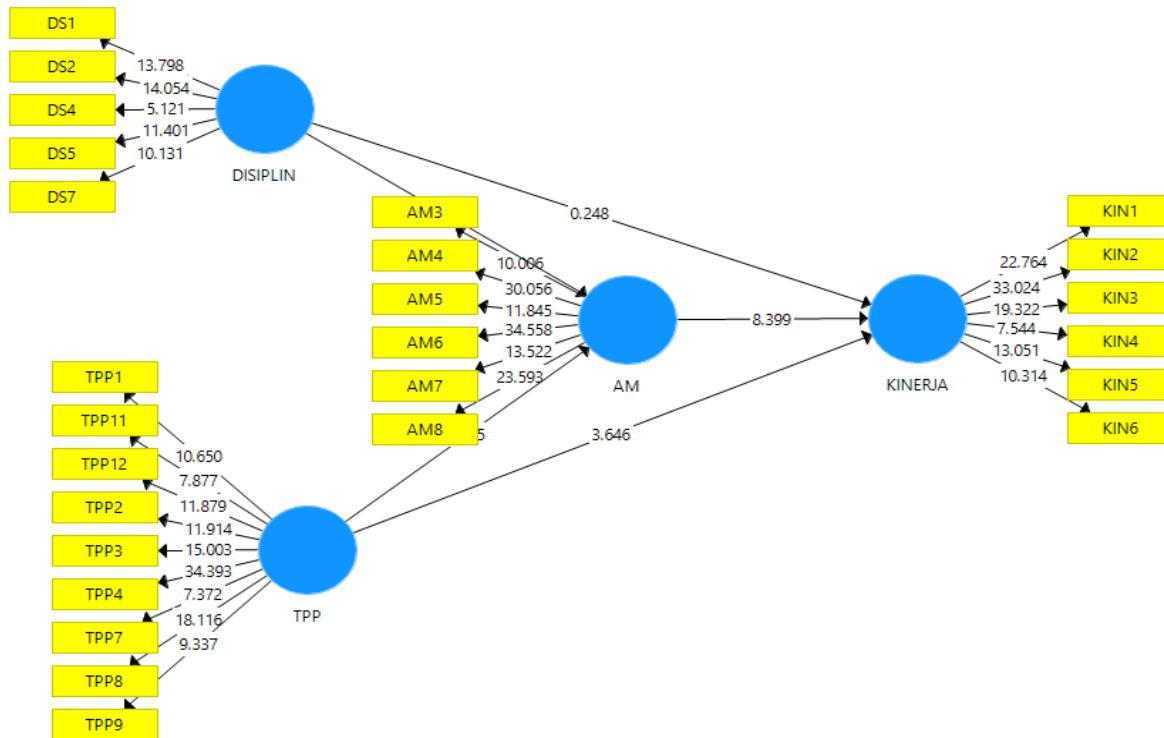 DS1
DS2
DS4
DS5
DS7
13.798
14.054
5.121
11.401
10.131
DISIPLIN
0.248
AM3
AM4
AM5
AM6
AM7
AM8
10.006
30.056
11.845
34.558
13.522
23.593
AM
8.399
KIN1
KIN2
KIN3
KIN4
KIN5
KIN6
22.764
33.024
19.322
7.544
13.051
10.314
KINERJA
3.646
TPP1
TPP11
TPP12
TPP2
TPP3
TPP4
TPP7
TPP8
TPP9
10.650
7.877
11.879
11.914
15.003
34.393
7.372
18.116
9.337
TPP